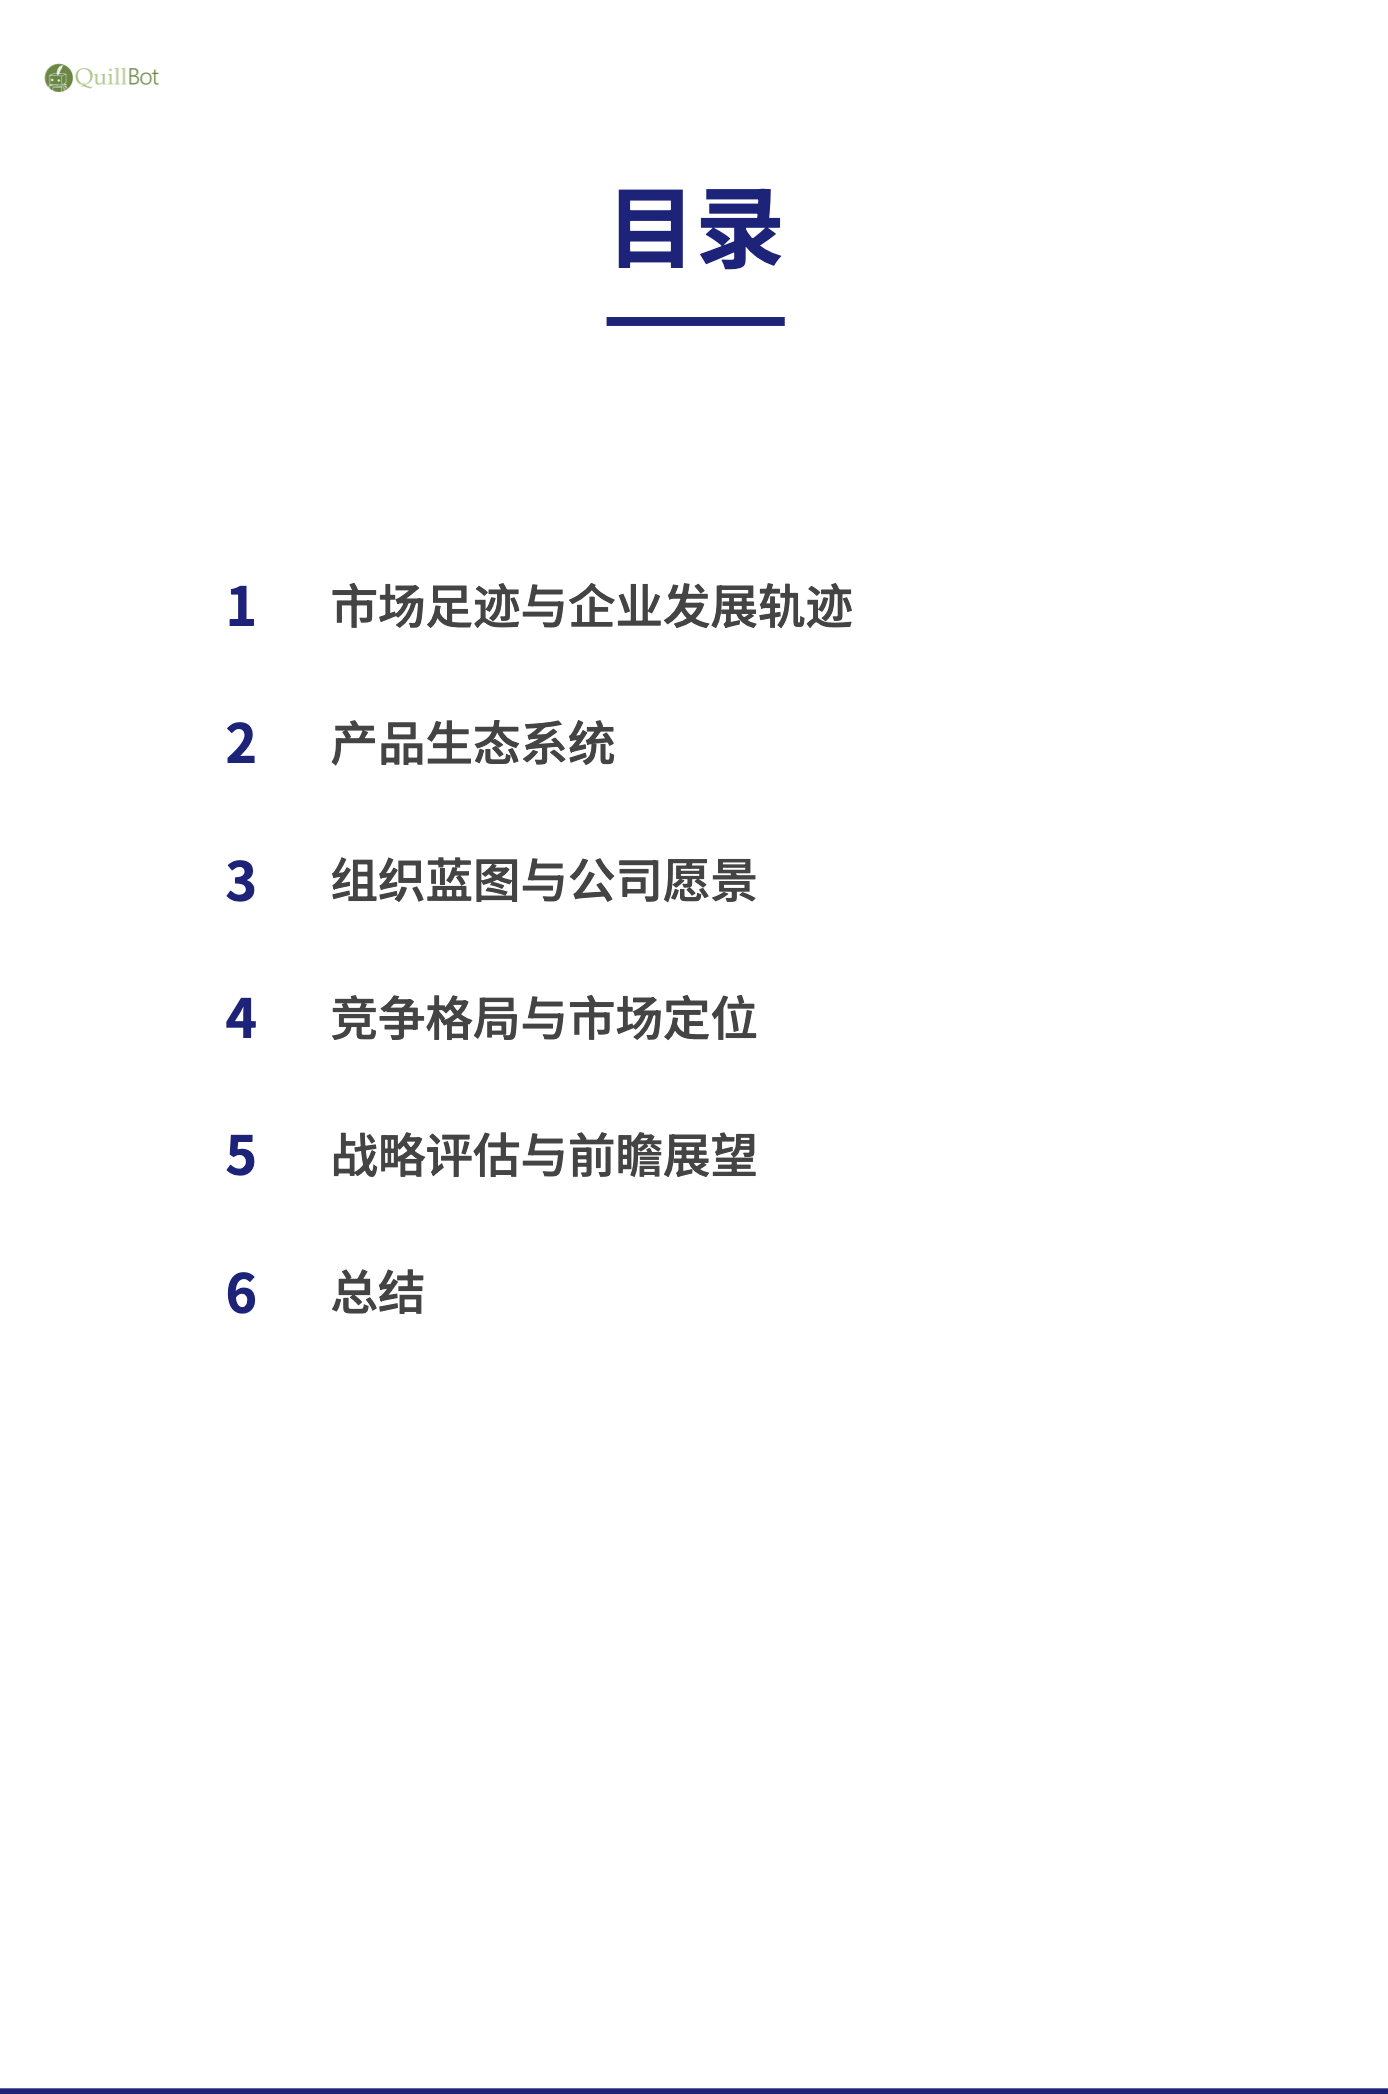 QuillBot
目录
1 市场足迹与企业发展轨迹
2 产品生态系统
3 组织蓝图与公司愿景
4 竞争格局与市场定位
5 战略评估与前瞻展望
6 总结